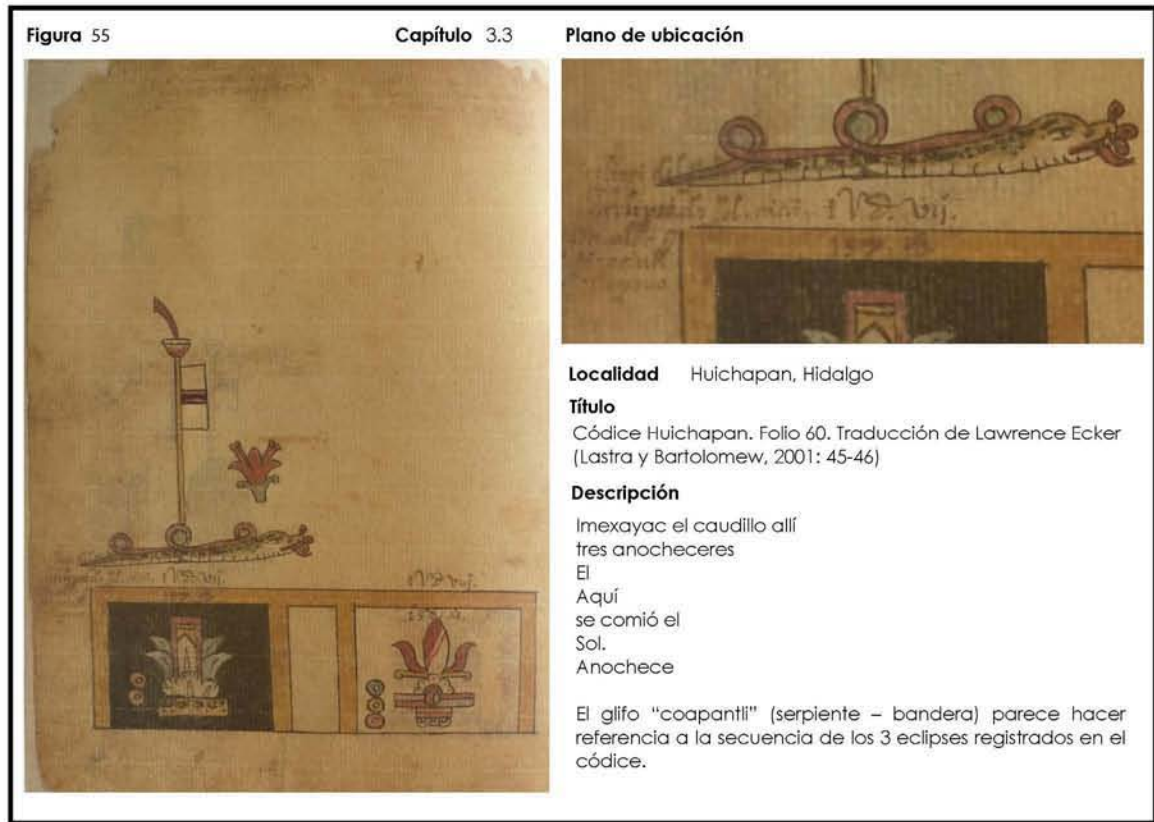 Figura 55 Capítulo 3.3 Plano de ubicación
Localidad Huichapan, Hidalgo
Título
Códice Huichapan. Folio 60. Traducción de Lawrence Ecker
(Lastra y Bartolomew, 2001: 45-46)
Descripción
Imexayac el caudillo allí
tres anocheceres
El
Aquí
se comió el
Sol.
Anochece
El glifo “coapantli” (serpiente – bandera) parece hacer
referencia a la secuencia de los 3 eclipses registrados en el
códice.